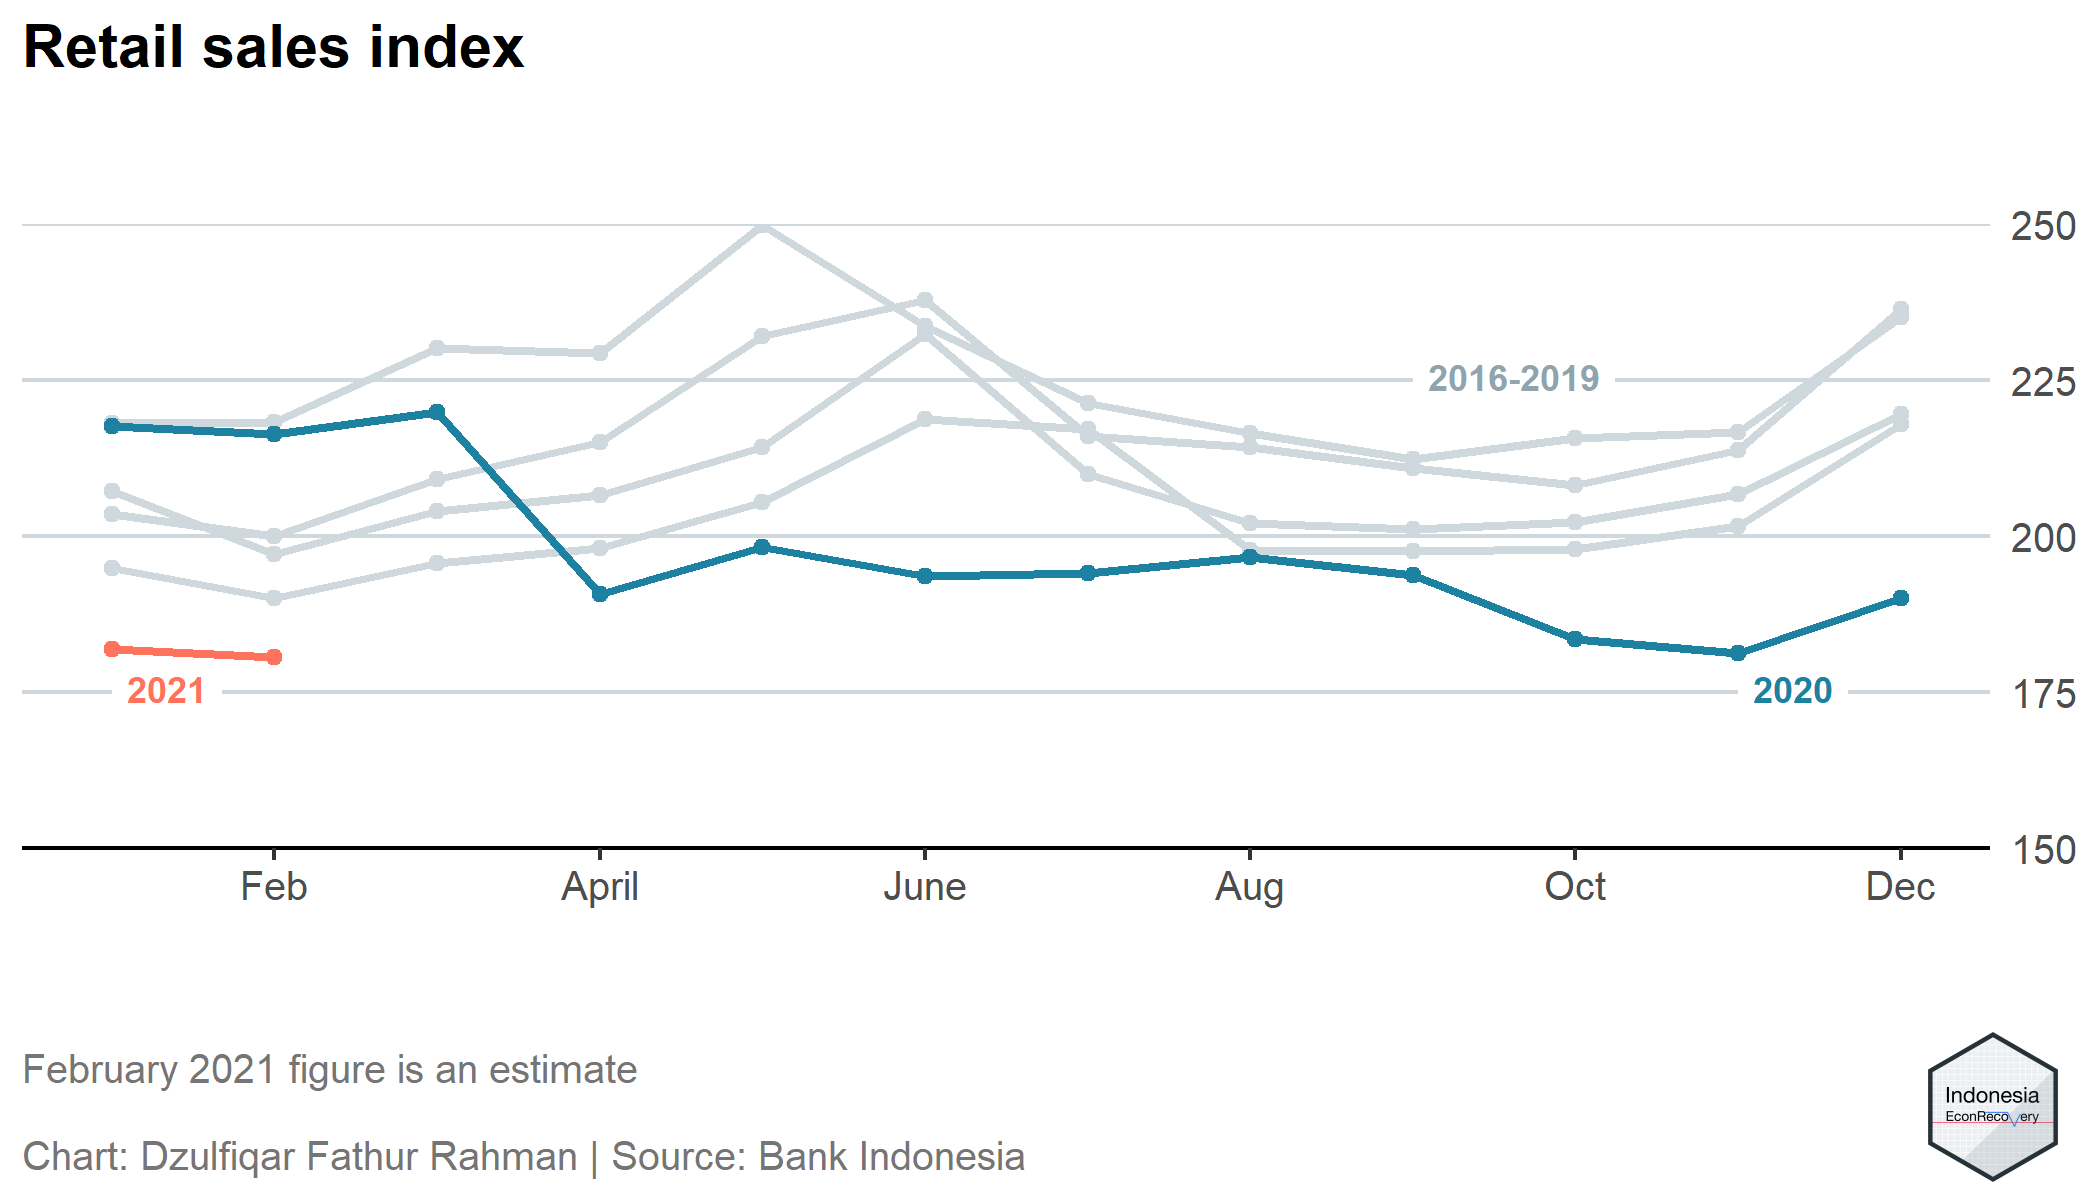 Retail sales index
250
2016-2019
225
200
2021
2020
175
150
Feb
April
June
Aug
Oct
Dec
February 2021 figure is an estimate
Indonesia
EconRecovery
Chart: Dzulfiqar Fathur Rahman | Source: Bank Indonesia